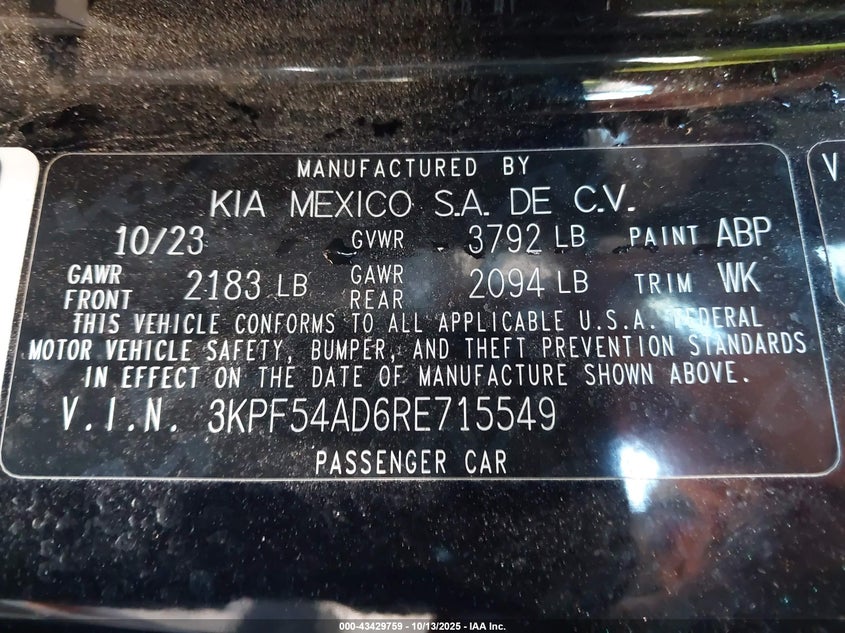 MANUFACTURED BY
KIA MEXICO S.A. DE C.V.
10/23 GVWR 3792 LB PAINT ABP
GAWR FRONT 2183 LB GAWR REAR 2094 LB TRIM WK
THIS VEHICLE CONFORMS TO ALL APPLICABLE U.S.A. FEDERAL
MOTOR VEHICLE SAFETY, BUMPER, AND THEFT PREVENTION STANDARDS
IN EFFECT ON THE DATE OF MANUFACTURE SHOWN ABOVE.
V.I.N. 3KPF54AD6RE715549
PASSENGER CAR
V
000-43429759 - 10/13/2025 - IAA Inc.